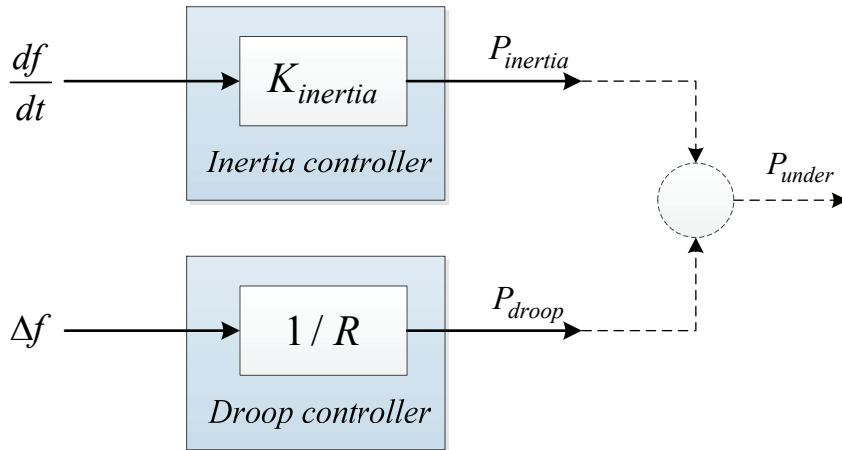 df
dt
K_inertia
P_inertia
Inertia controller
P_under
Δf
1 / R
P_droop
Droop controller